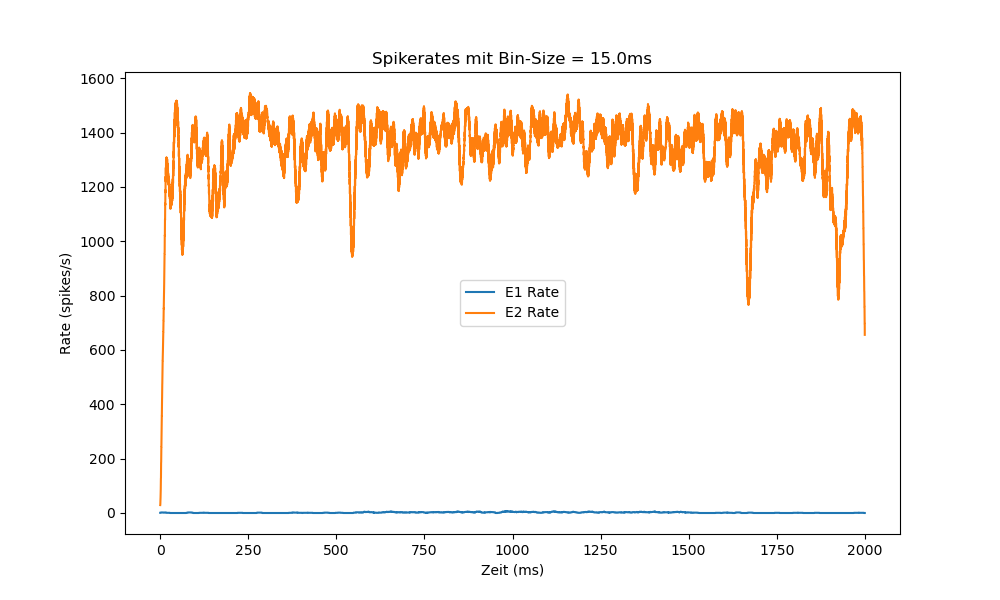 Spikerates mit Bin-Size = 15.0ms
1600
1400
1200
1000
800
600
400
200
0
Rate (spikes/s)
E1 Rate
E2 Rate
0 250 500 750 1000 1250 1500 1750 2000
Zeit (ms)